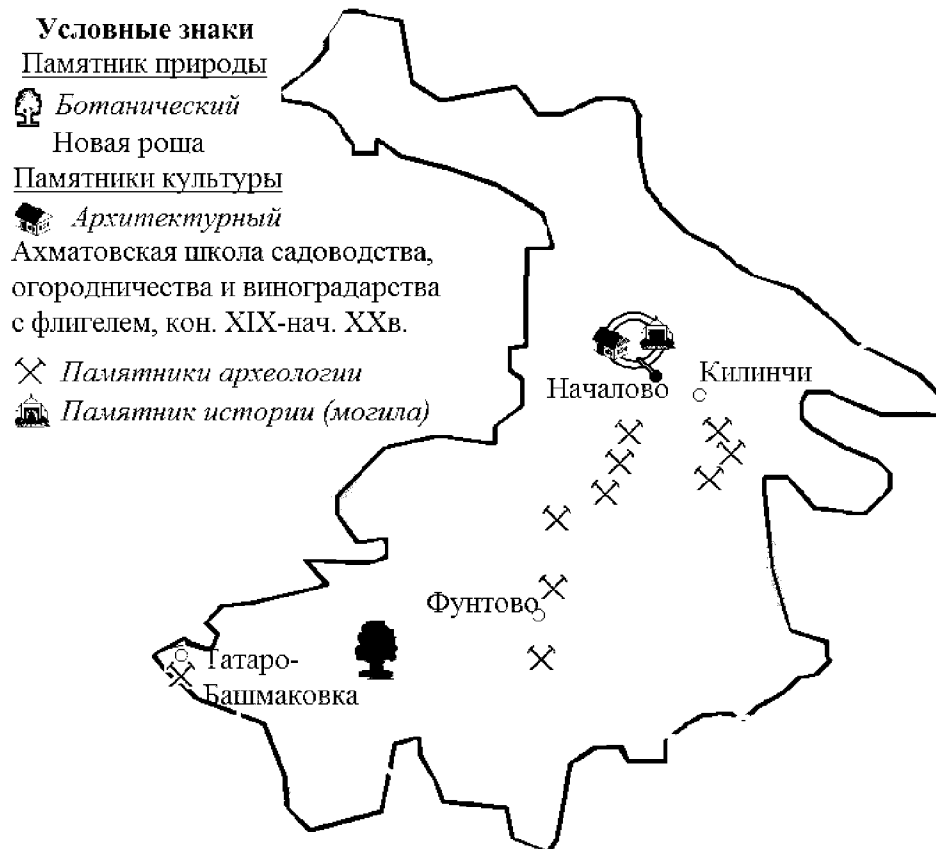 Условные знаки
Памятник природы
Ботанический
Новая роща
Памятники культуры
Архитектурный
Ахматовская школа садоводства,
огородничества и виноградарства
с флигелем, кон. XIX-нач. XXв.
Памятники археологии
Памятник истории (могила)
Началово
Килинчи
Фунтово
Татаро-
Башмаковка